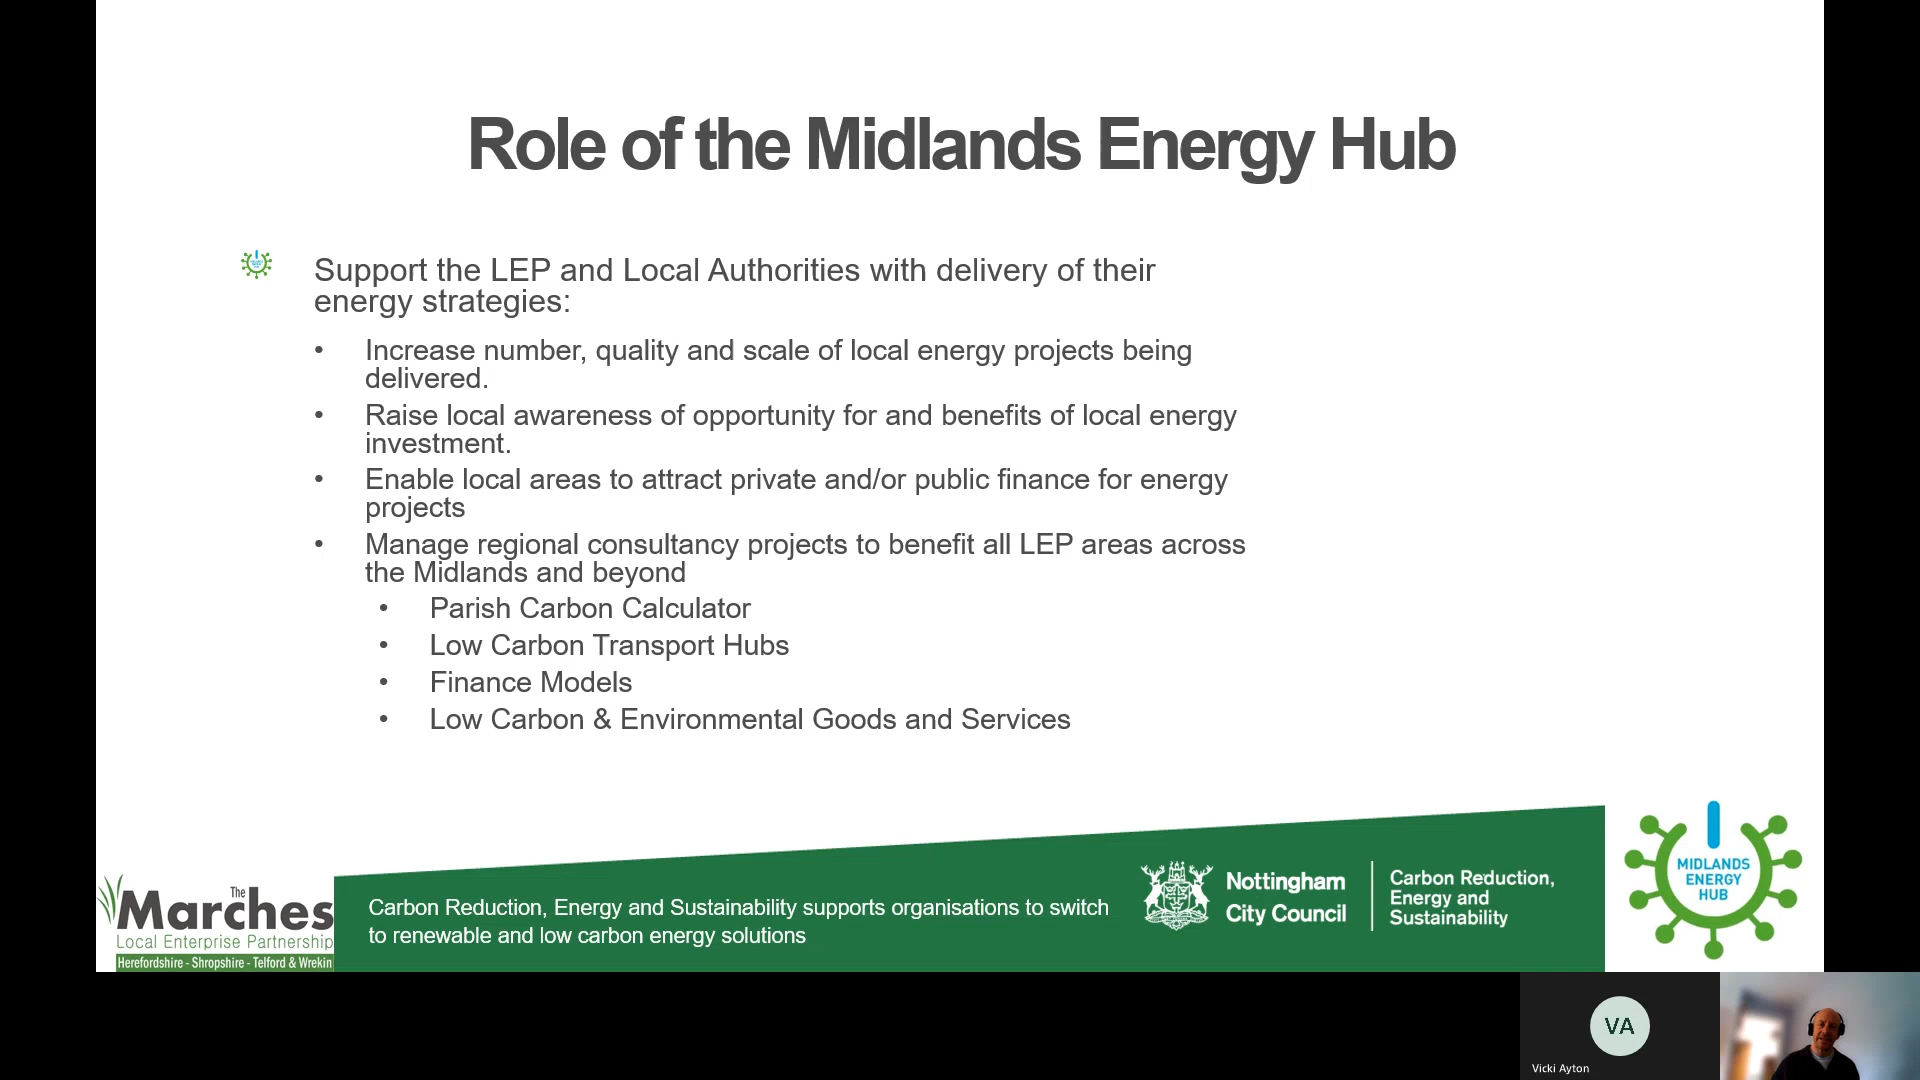 Role of the Midlands Energy Hub
Support the LEP and Local Authorities with delivery of their
energy strategies:
• Increase number, quality and scale of local energy projects being
delivered.
• Raise local awareness of opportunity for and benefits of local energy
investment.
• Enable local areas to attract private and/or public finance for energy
projects
• Manage regional consultancy projects to benefit all LEP areas across
the Midlands and beyond
• Parish Carbon Calculator
• Low Carbon Transport Hubs
• Finance Models
• Low Carbon & Environmental Goods and Services
The
Marches
Local Enterprise Partnership
Herefordshire - Shropshire - Telford & Wrekin
Carbon Reduction, Energy and Sustainability supports organisations to switch
to renewable and low carbon energy solutions
Nottingham
City Council
Carbon Reduction,
Energy and
Sustainability
MIDLANDS
ENERGY
HUB
VA
Vicki Ayton